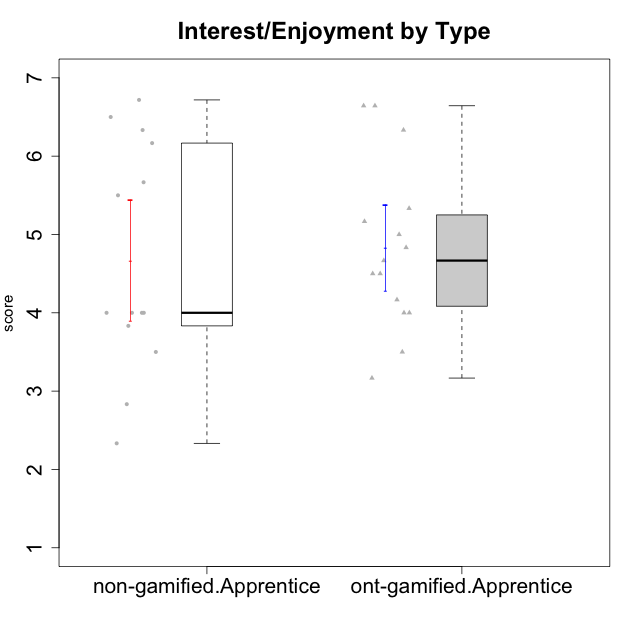 Interest/Enjoyment by Type
7
6
5
4
3
2
1
score
non-gamified.Apprentice
ont-gamified.Apprentice